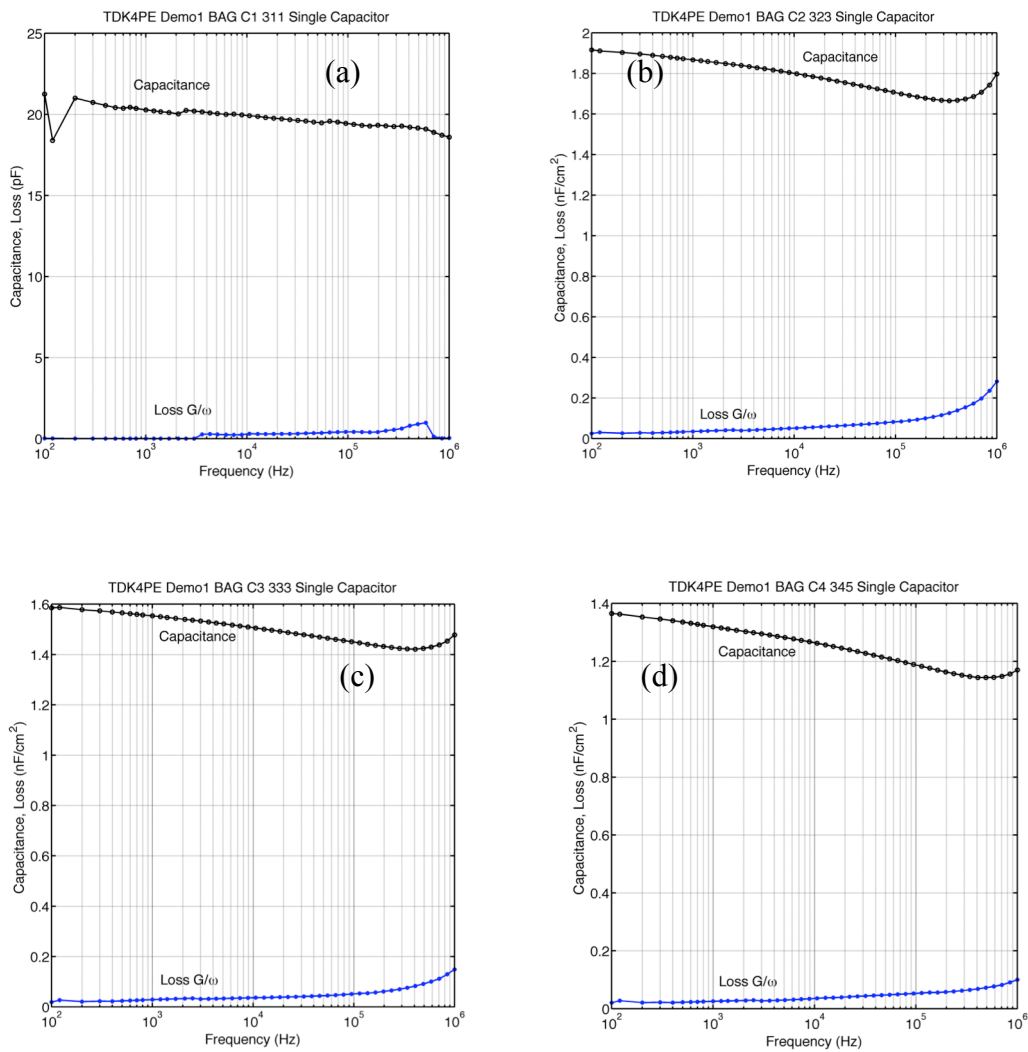 TDK4PE Demo1 BAG C1 311 Single Capacitor
25
20
15
10
5
0
Capacitance, Loss (pF)
(a)
Capacitance
Loss G/ω
10² 10³ 10⁴ 10⁵ 10⁶
Frequency (Hz)
TDK4PE Demo1 BAG C2 323 Single Capacitor
2
1.8
1.6
1.4
1.2
1
0.8
0.6
0.4
0.2
0
Capacitance, Loss (nF/cm²)
(b)
Capacitance
Loss G/ω
10² 10³ 10⁴ 10⁵ 10⁶
Frequency (Hz)
TDK4PE Demo1 BAG C3 333 Single Capacitor
1.6
1.4
1.2
1
0.8
0.6
0.4
0.2
0
Capacitance, Loss (nF/cm²)
Capacitance
(c)
Loss G/ω
10² 10³ 10⁴ 10⁵ 10⁶
Frequency (Hz)
TDK4PE Demo1 BAG C4 345 Single Capacitor
1.4
1.2
1
0.8
0.6
0.4
0.2
0
Capacitance, Loss (nF/cm²)
Capacitance
(d)
Loss G/ω
10² 10³ 10⁴ 10⁵ 10⁶
Frequency (Hz)